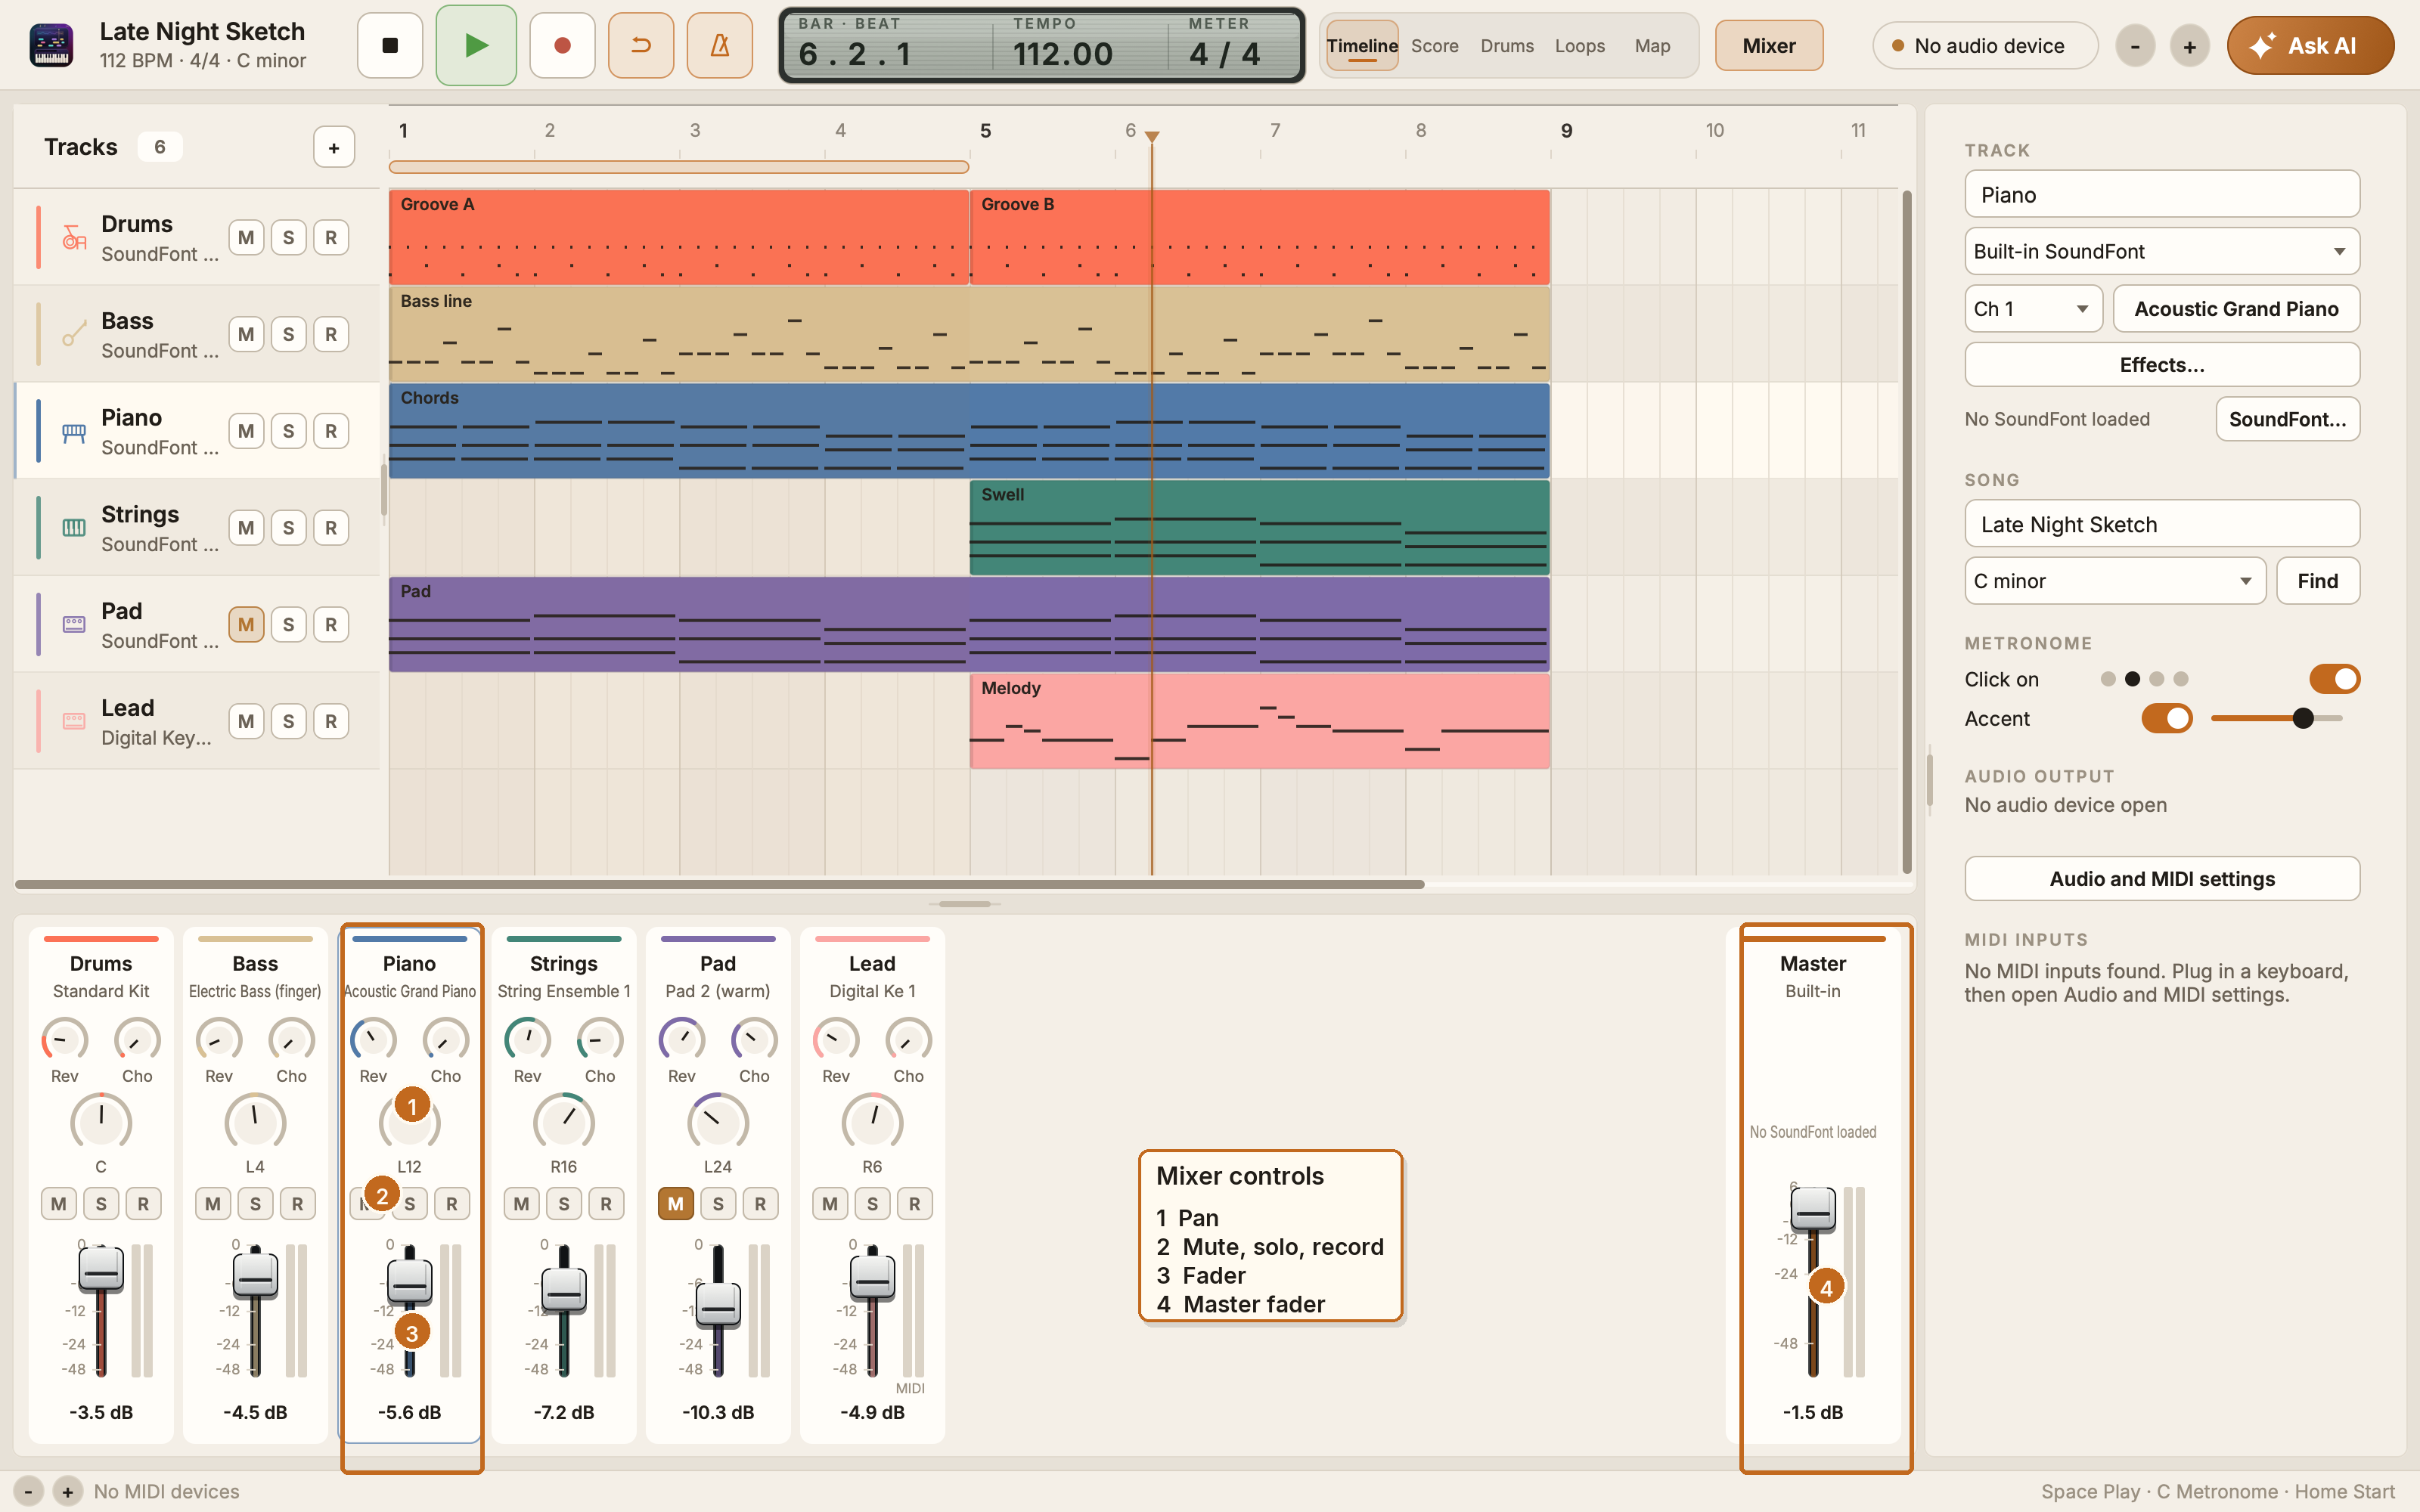 Late Night Sketch
112 BPM · 4/4 · C minor
BAR · BEAT
6 . 2 . 1
TEMPO
112.00
METER
4 / 4
Timeline
Score
Drums
Loops
Map
Mixer
No audio device
-
+
Ask AI
Tracks
6
+
1
2
3
4
5
6
7
8
9
10
11
Drums
SoundFont ...
M S R
Bass
SoundFont ...
M S R
Piano
SoundFont ...
M S R
Strings
SoundFont ...
M S R
Pad
SoundFont ...
M S R
Lead
Digital Key...
M S R
Groove A
Groove B
Bass line
Chords
Swell
Pad
Melody
TRACK
Piano
Built-in SoundFont
Ch 1
Acoustic Grand Piano
Effects...
No SoundFont loaded
SoundFont...
SONG
Late Night Sketch
C minor
Find
METRONOME
Click on
Accent
AUDIO OUTPUT
No audio device open
Audio and MIDI settings
MIDI INPUTS
No MIDI inputs found. Plug in a keyboard,
then open Audio and MIDI settings.
Drums
Standard Kit
Rev Cho
C
M S R
0
-12
-24
-48
-3.5 dB
Bass
Electric Bass (finger)
Rev Cho
L4
M S R
0
-12
-24
-48
-4.5 dB
Piano
Acoustic Grand Piano
Rev Cho
1
L12
2
S R
0
-12
3
-24
-48
-5.6 dB
Strings
String Ensemble 1
Rev Cho
R16
M S R
0
-12
-24
-48
-7.2 dB
Pad
Pad 2 (warm)
Rev Cho
L24
M S R
0
-6
-24
-48
-10.3 dB
Lead
Digital Ke 1
Rev Cho
R6
M S R
0
-12
-24
-48
MIDI
-4.9 dB
Mixer controls
1 Pan
2 Mute, solo, record
3 Fader
4 Master fader
Master
Built-in
No SoundFont loaded
6
-12
-24
4
-48
-1.5 dB
-
+
No MIDI devices
Space Play · C Metronome · Home Start